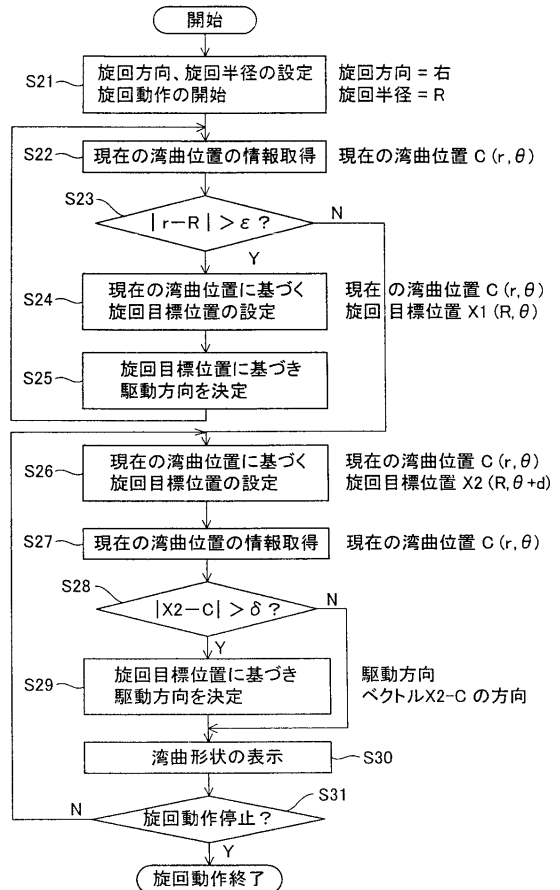 開始
S21
旋回方向、旋回半径の設定
旋回動作の開始
旋回方向 = 右
旋回半径 = R
S22
現在の湾曲位置の情報取得
現在の湾曲位置 C (r, θ)
S23
|r-R| > ε ?
N
Y
S24
現在の湾曲位置に基づく
旋回目標位置の設定
現在の湾曲位置 C (r, θ)
旋回目標位置 X1 (R, θ)
S25
旋回目標位置に基づき
駆動方向を決定
S26
現在の湾曲位置に基づく
旋回目標位置の設定
現在の湾曲位置 C (r, θ)
旋回目標位置 X2 (R, θ+d)
S27
現在の湾曲位置の情報取得
現在の湾曲位置 C (r, θ)
S28
|X2-C| > δ ?
N
Y
S29
旋回目標位置に基づき
駆動方向を決定
駆動方向
ベクトルX2-C の方向
湾曲形状の表示
S30
S31
N
旋回動作停止?
Y
旋回動作終了